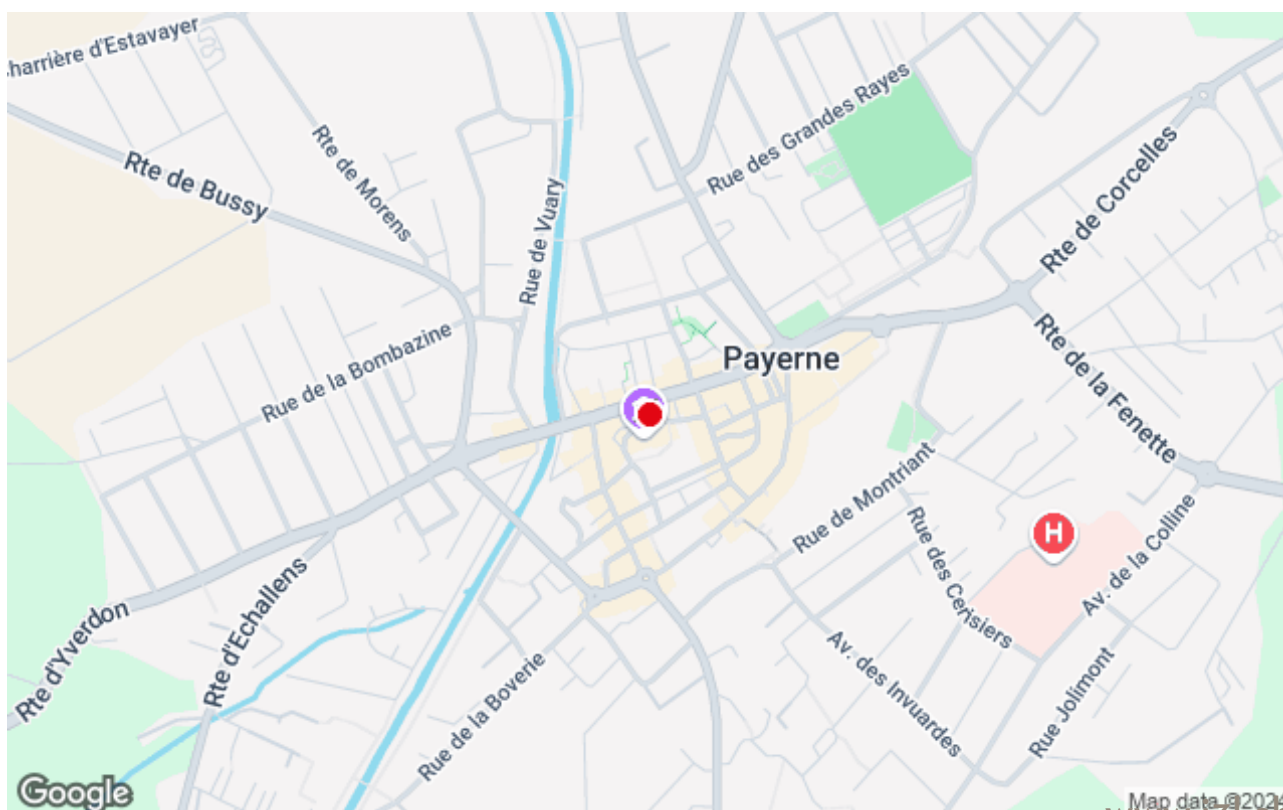 Charrière d'Estavayer
Rte de Morens
Rte de Bussy
Rue de Vuary
Rue des Grandes Rayes
Rte de Corcelles
Rue de la Bombazine
Payerne
Rte de la Fenette
Rue de Montriant
Rue des Cerisiers
H
Av. de la Colline
Rte d'Yverdon
Rte d'Echallens
Rue de la Boverie
Av. des Invuardes
Rue Jolimont
Google
Map data ©202